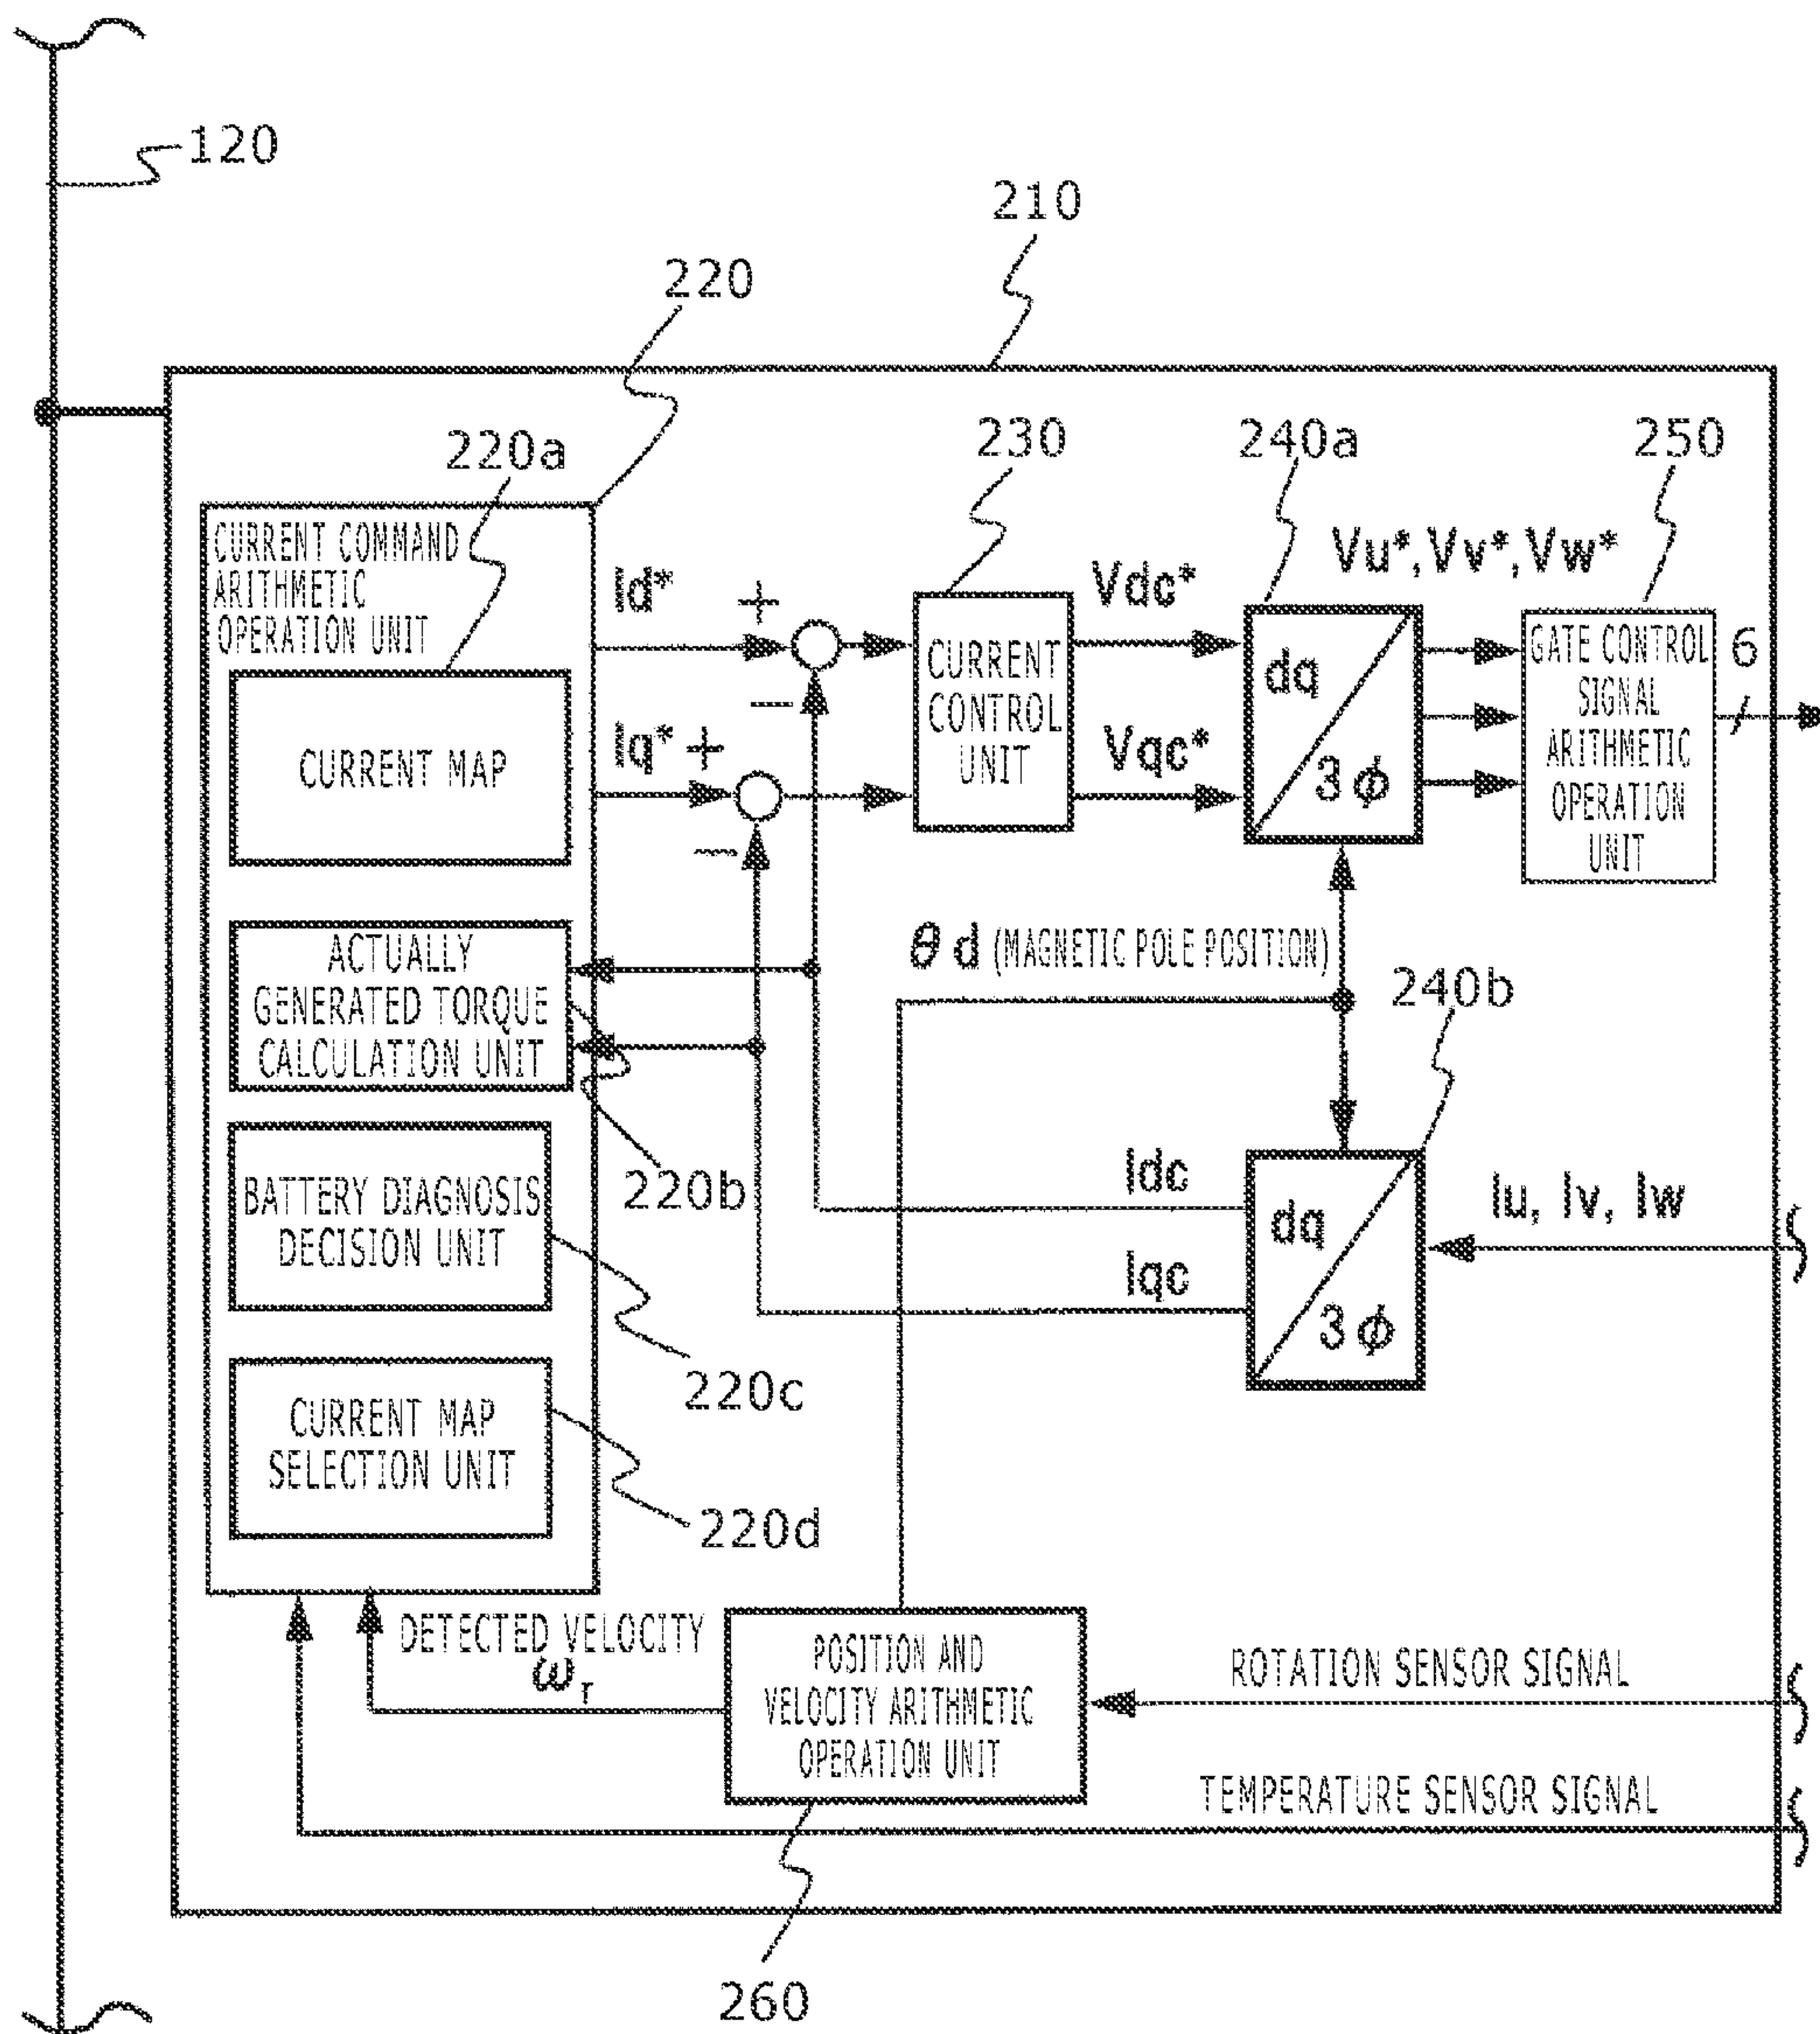 120
210
220
220a
230
240a
250
CURRENT COMMAND
ARITHMETIC
OPERATION UNIT
Id*
+
Vdc*
Vu*,Vv*,Vw*
CURRENT MAP
−
Iq* +
−
CURRENT
CONTROL
UNIT
Vqc*
dq
3φ
GATE CONTROL
SIGNAL
ARITHMETIC
OPERATION
UNIT
6
ACTUALLY
GENERATED TORQUE
CALCULATION UNIT
θd (MAGNETIC POLE POSITION)
240b
220b
BATTERY DIAGNOSIS
DECISION UNIT
Idc
Iqc
dq
3φ
Iu, Iv, Iw
220c
CURRENT MAP
SELECTION UNIT
220d
DETECTED VELOCITY
ωr
POSITION AND
VELOCITY ARITHMETIC
OPERATION UNIT
ROTATION SENSOR SIGNAL
TEMPERATURE SENSOR SIGNAL
260